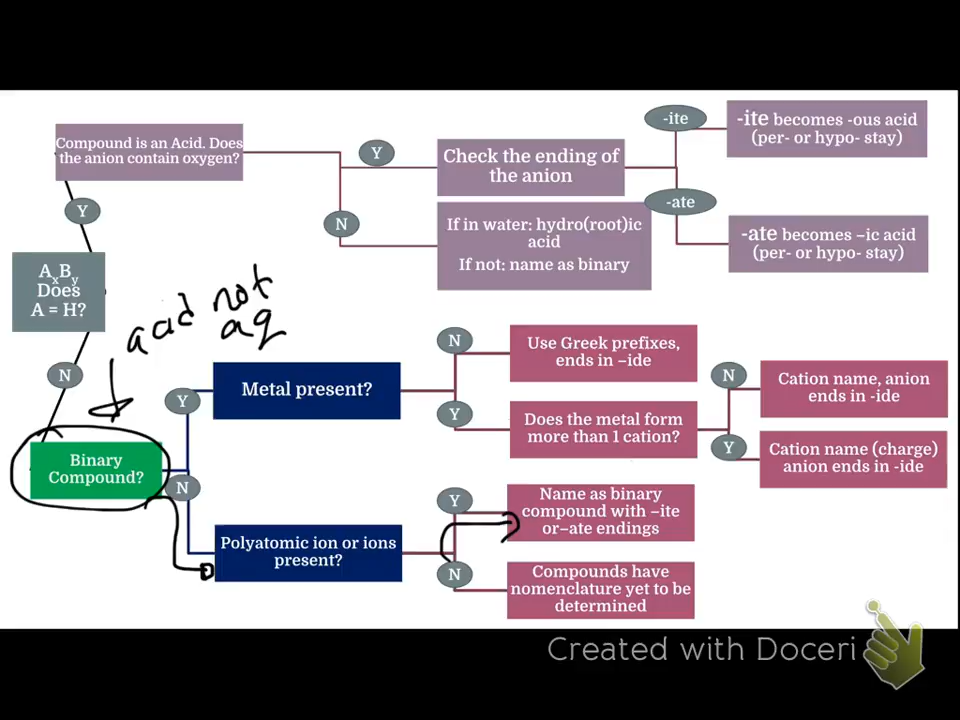 Compound is an Acid. Does
the anion contain oxygen?
Y
N
Check the ending of
the anion
-ite
-ate
-ite becomes -ous acid
(per- or hypo- stay)
-ate becomes –ic acid
(per- or hypo- stay)
If in water: hydro(root)ic
acid
If not: name as binary
Y
AxBy
Does
A = H?
N
acid not
aq
Binary
Compound?
Y
N
Metal present?
N
Y
Use Greek prefixes,
ends in –ide
Does the metal form
more than 1 cation?
N
Y
Cation name, anion
ends in -ide
Cation name (charge)
anion ends in -ide
Polyatomic ion or ions
present?
Y
N
Name as binary
compound with –ite
or–ate endings
Compounds have
nomenclature yet to be
determined
Created with Doceri